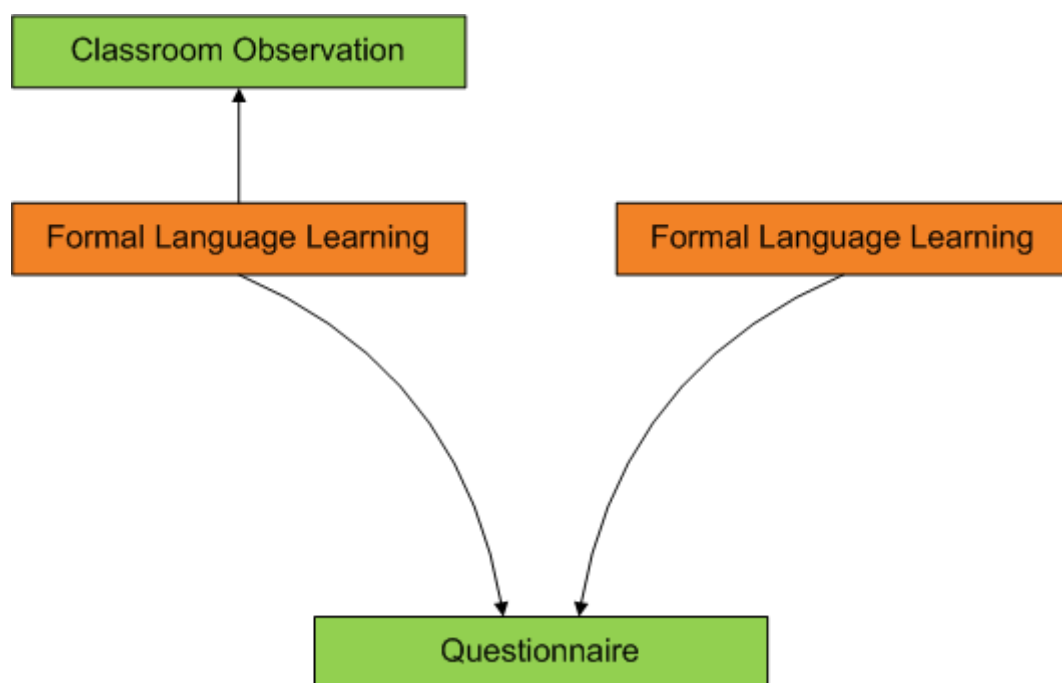 Classroom Observation
Formal Language Learning
Formal Language Learning
Questionnaire